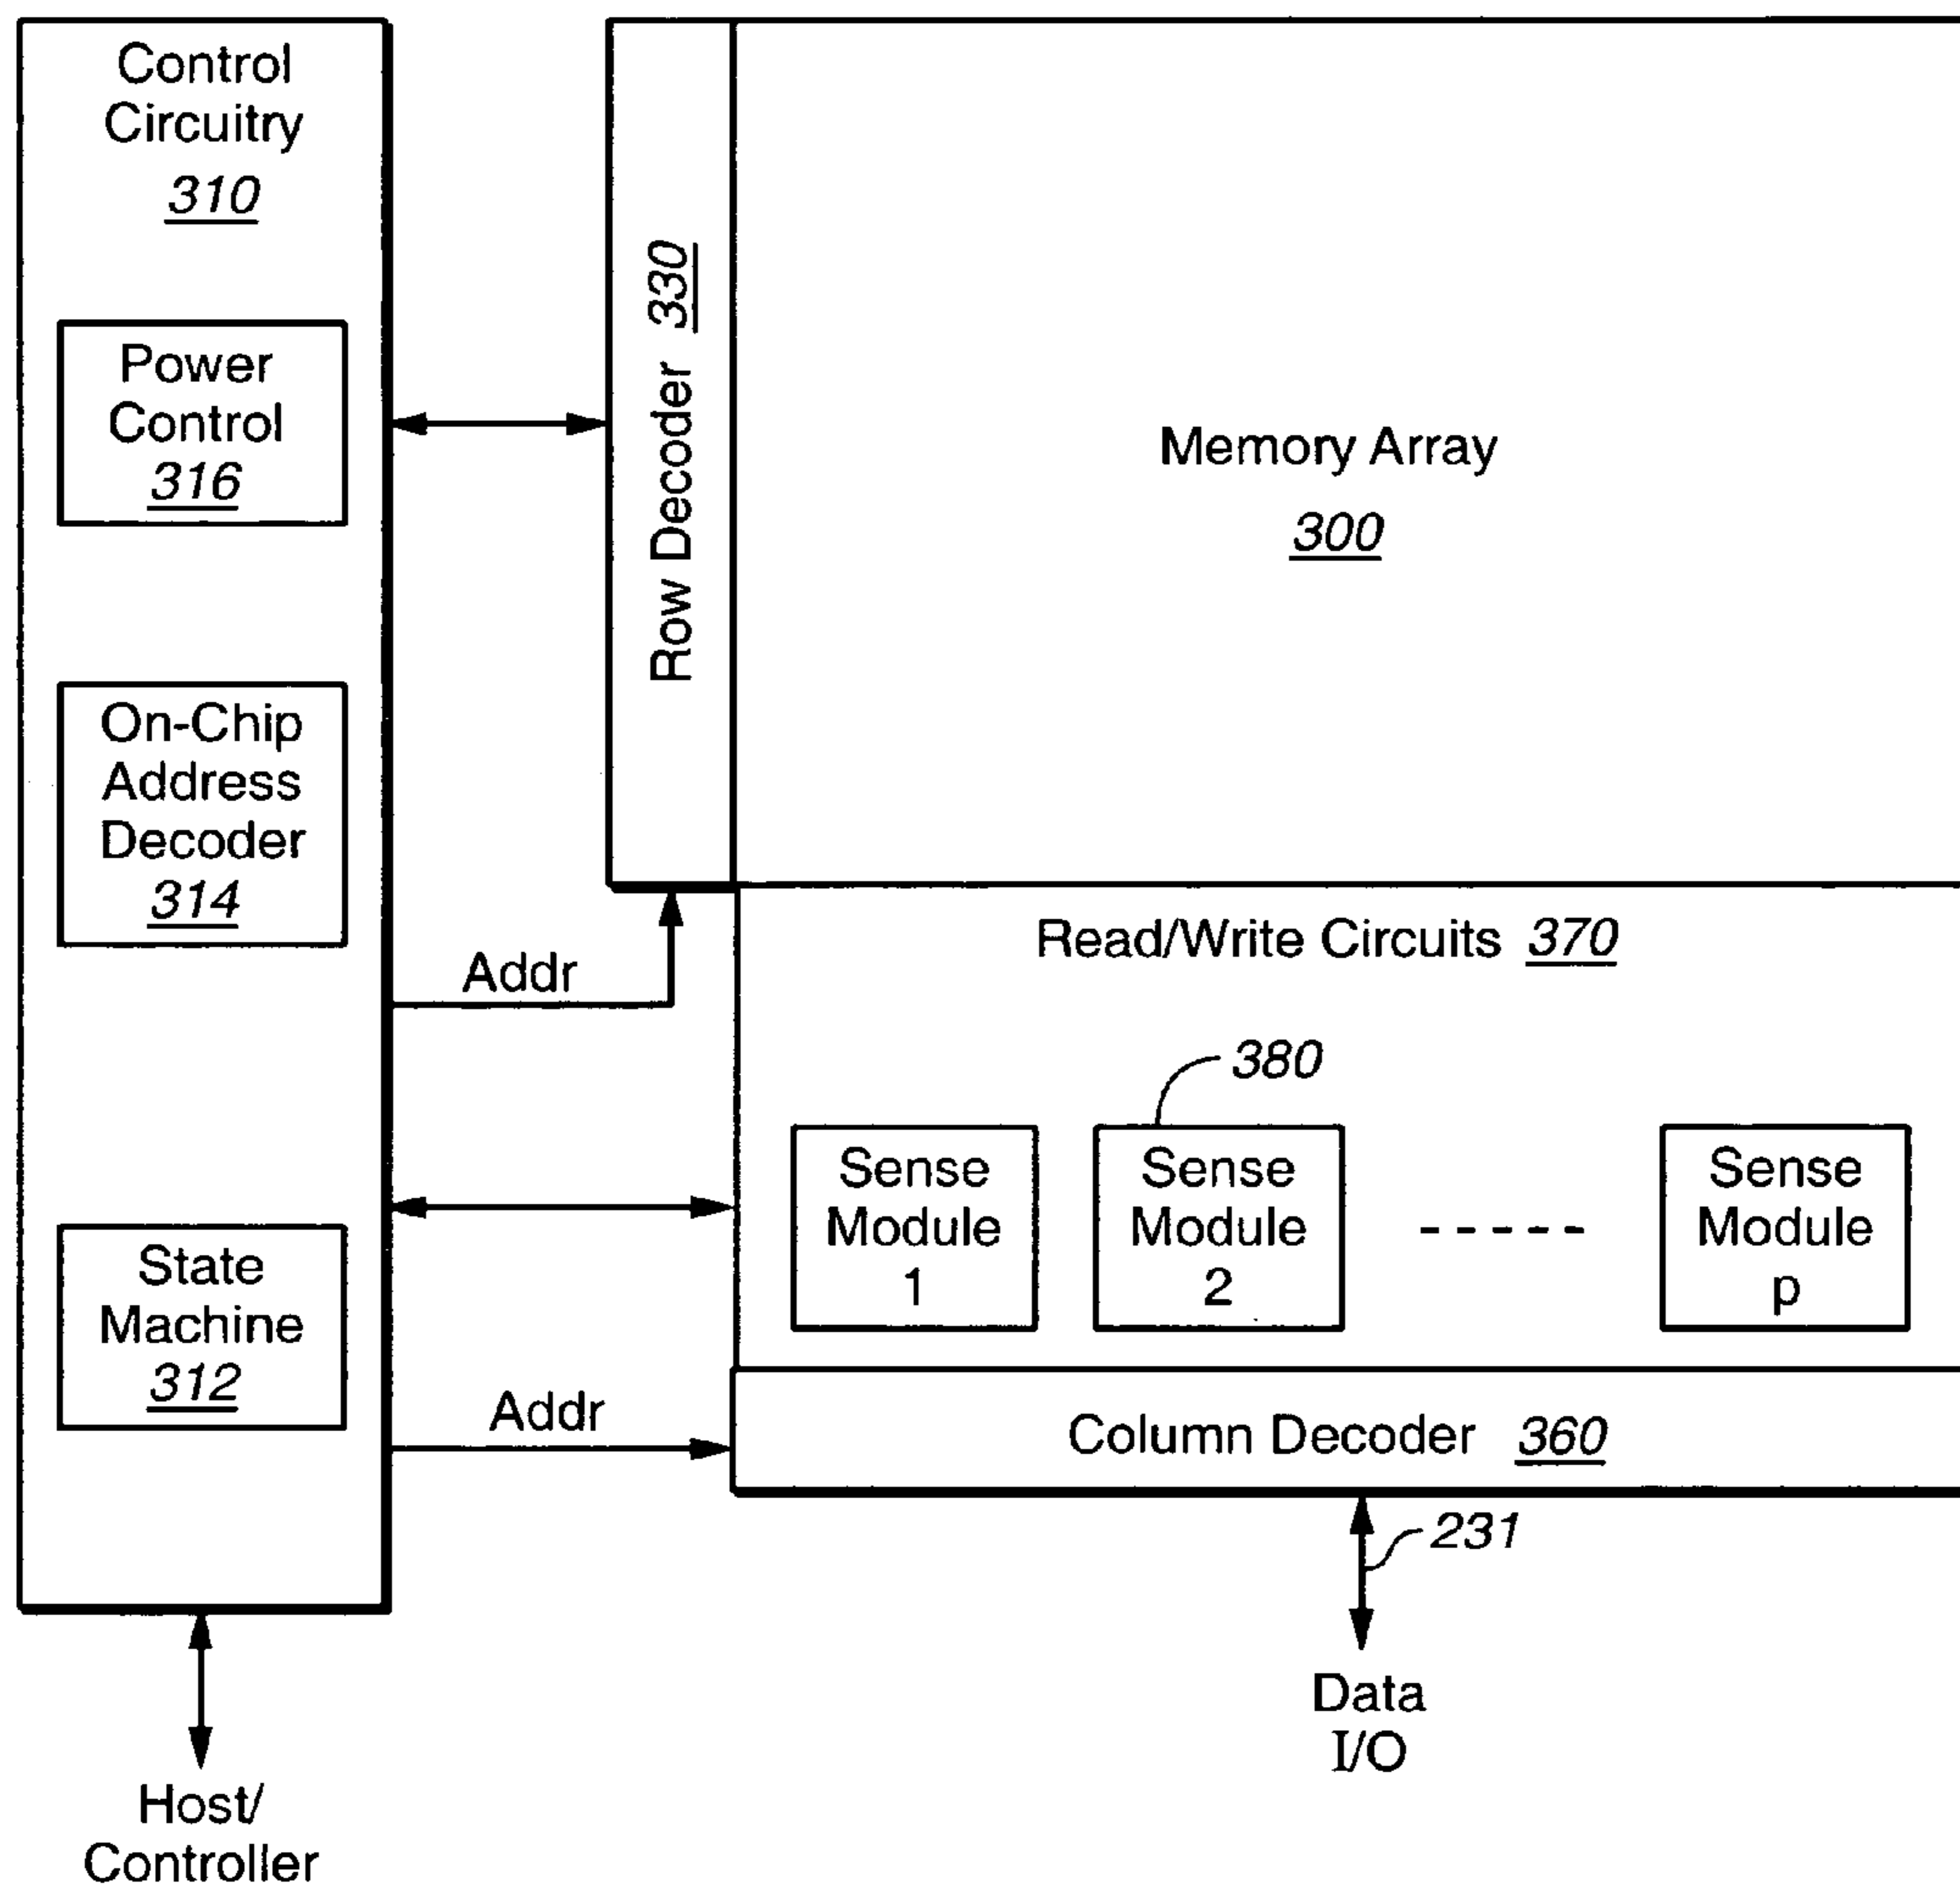 Control
Circuitry
310
Power
Control
316
On-Chip
Address
Decoder
314
State
Machine
312
Host/
Controller
Addr
Addr
Row Decoder 330
Memory Array
300
Read/Write Circuits 370
380
Sense
Module
1
Sense
Module
2
-----
Sense
Module
p
Column Decoder 360
231
Data
I/O